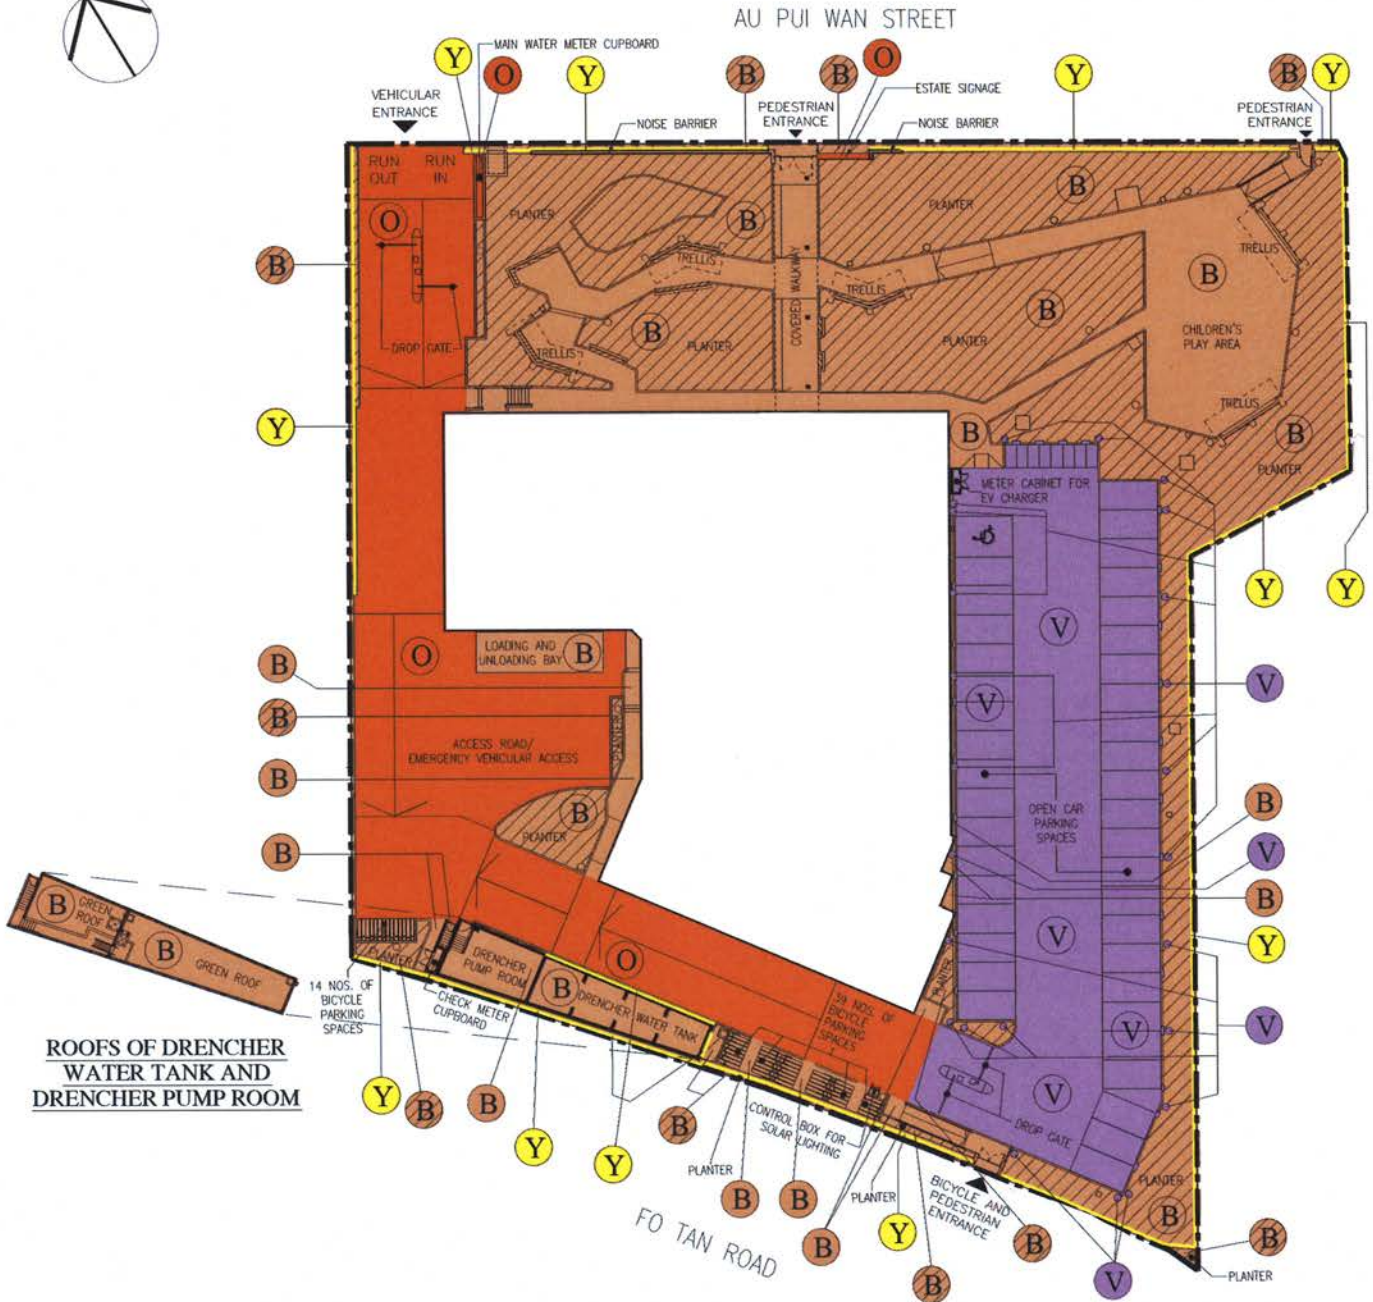 AU PUI WAN STREET
Y
MAIN WATER METER CUPBOARD
O
Y
B
B
O
ESTATE SIGNAGE
Y
B
Y
VEHICULAR
ENTRANCE
NOISE BARRIER
PEDESTRIAN
ENTRANCE
NOISE BARRIER
PEDESTRIAN
ENTRANCE
RUN
OUT
RUN
IN
O
B
PLANTER
B
TRELLIS
COVERED WALKWAY
TRELLIS
PLANTER
B
TRELLIS
B
CHILDREN'S
PLAY AREA
DROP GATE
TRELLIS
B
PLANTER
B
PLANTER
TRELLIS
Y
B
B
PLANTER
METER CABINET FOR
EV CHARGER
Y
Y
V
O
LOADING AND
UNLOADING BAY
B
B
V
V
B
ACCESS ROAD/
EMERGENCY VEHICULAR ACCESS
PLANTER
B
B
PLANTER
OPEN CAR
PARKING
SPACES
B
V
B
B
B
GREEN
ROOF
B
GREEN ROOF
V
Y
PLANTER
DRENCHER
PUMP ROOM
O
B
DRENCHER WATER TANK
PLANTER
14 NOS. OF
BICYCLE
PARKING
SPACES
CHECK METER
CUPBOARD
39 NOS. OF
BICYCLE
PARKING
SPACES
V
V
ROOFS OF DRENCHER
WATER TANK AND
DRENCHER PUMP ROOM
V
DROP GATE
Y
B
B
Y
Y
B
CONTROL BOX FOR
SOLAR LIGHTING
PLANTER
B
B
PLANTER
BICYCLE AND
PEDESTRIAN
ENTRANCE
PLANTER
B
FO TAN ROAD
B
Y
B
B
B
V
PLANTER